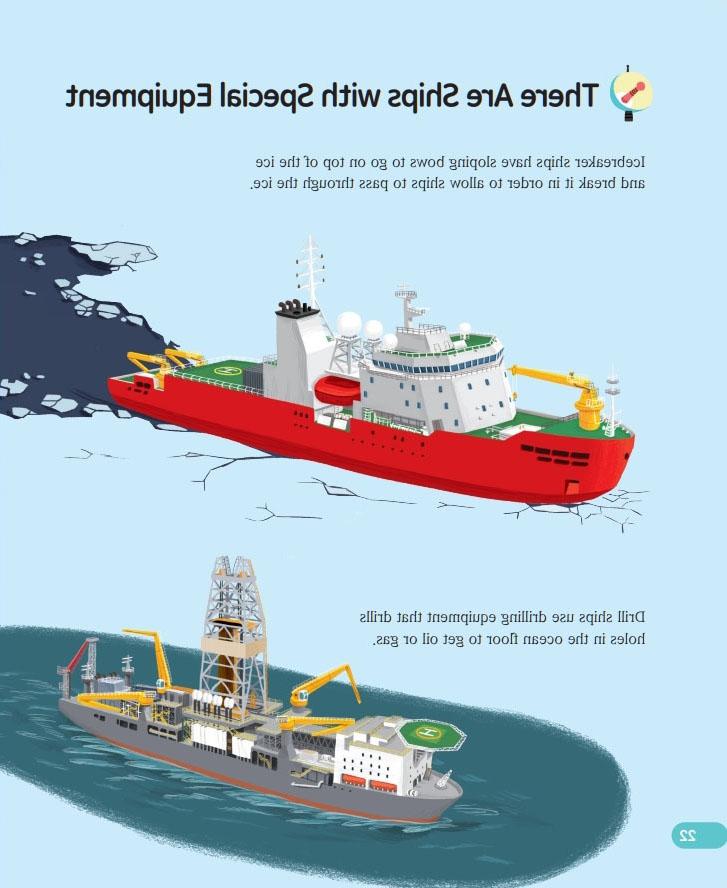 There Are Ships with Special Equipment
Icebreaker ships have sloping bows to go on top of the ice
and break it in order to allow ships to pass through the ice.
Drill ships use drilling equipment that drills
holes in the ocean floor to get oil or gas.
H
H
22